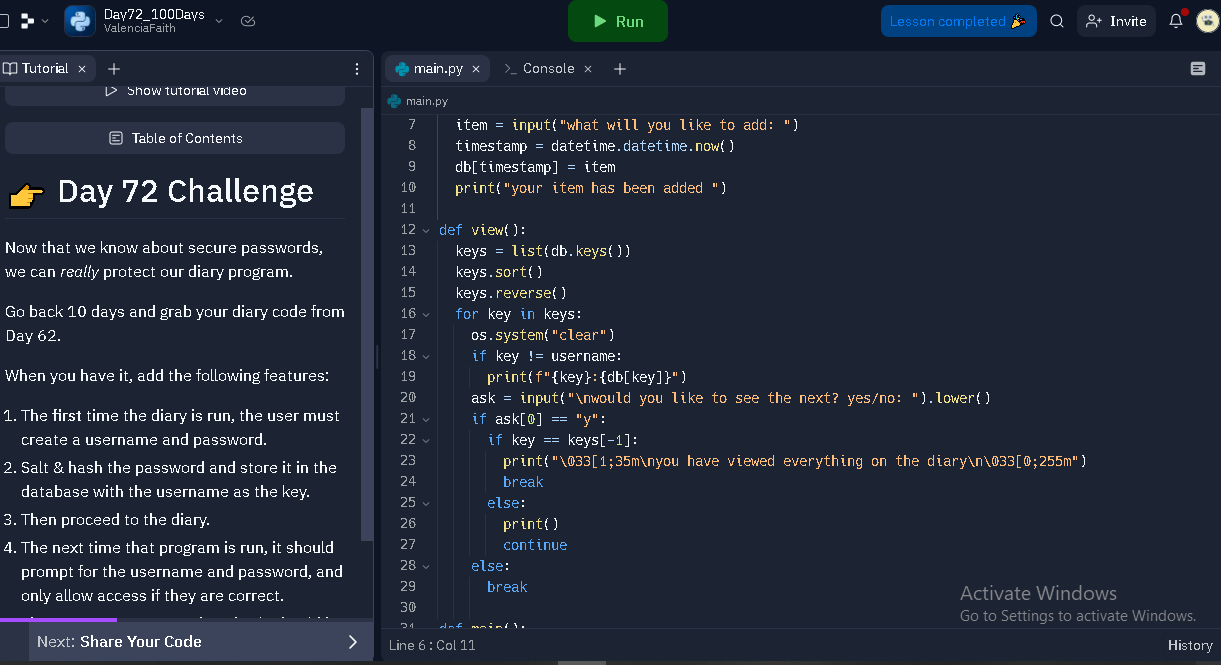 Day72_100Days
ValenciaFaith
Run
Lesson completed
Invite
Tutorial
main.py
Console
Show tutorial video
Table of Contents
Day 72 Challenge
Now that we know about secure passwords,
we can really protect our diary program.
Go back 10 days and grab your diary code from
Day 62.
When you have it, add the following features:
1. The first time the diary is run, the user must
create a username and password.
2. Salt & hash the password and store it in the
database with the username as the key.
3. Then proceed to the diary.
4. The next time that program is run, it should
prompt for the username and password, and
only allow access if they are correct.
Next: Share Your Code
main.py
7 item = input("what will you like to add: ")
8 timestamp = datetime.datetime.now()
9 db[timestamp] = item
10 print("your item has been added ")
11
12 def view():
13 keys = list(db.keys())
14 keys.sort()
15 keys.reverse()
16 for key in keys:
17 os.system("clear")
18 if key != username:
19 print(f"{key}:{db[key]}")
20 ask = input("\nwould you like to see the next? yes/no: ").lower()
21 if ask[0] == "y":
22 if key == keys[-1]:
23 print("\033[1;35m\nyou have viewed everything on the diary\n\033[0;255m")
24 break
25 else:
26 print()
27 continue
28 else:
29 break
30
31 def main():
Activate Windows
Go to Settings to activate Windows.
Line 6 : Col 11
History